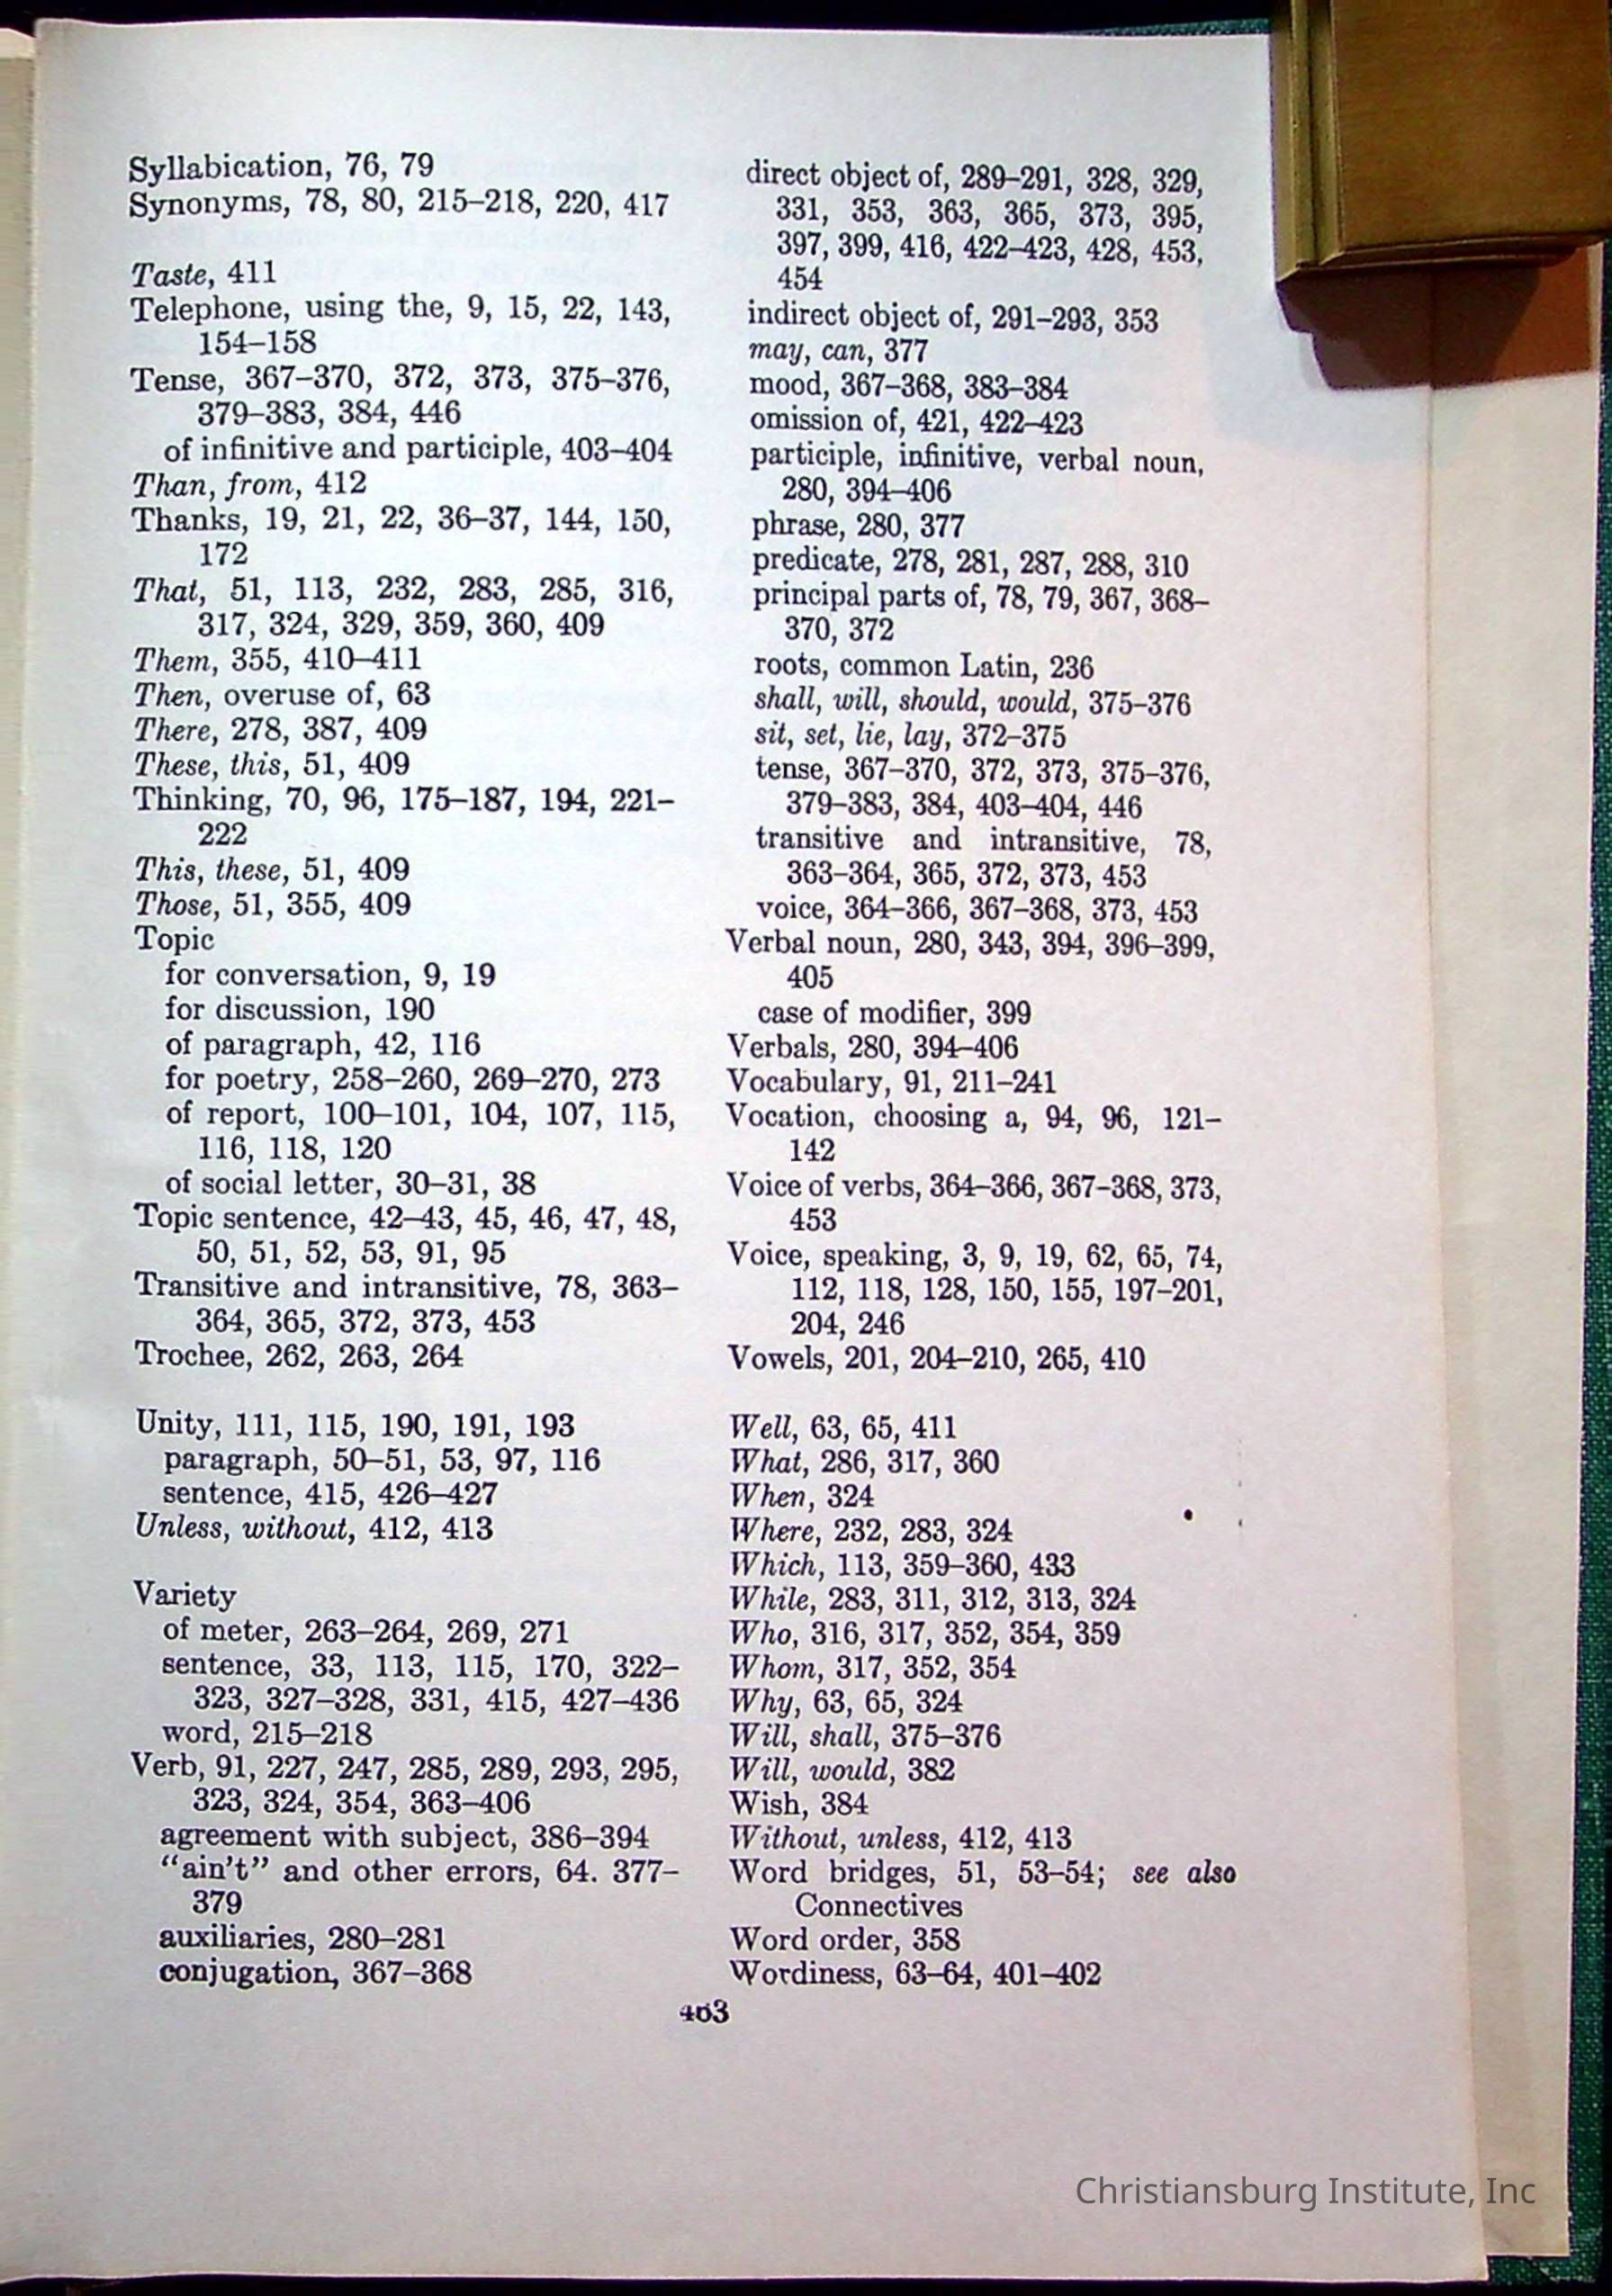 Syllabication, 76, 79
Synonyms, 78, 80, 215–218, 220, 417
Taste, 411
Telephone, using the, 9, 15, 22, 143,
154–158
Tense, 367–370, 372, 373, 375–376,
379–383, 384, 446
of infinitive and participle, 403–404
Than, from, 412
Thanks, 19, 21, 22, 36–37, 144, 150,
172
That, 51, 113, 232, 283, 285, 316,
317, 324, 329, 359, 360, 409
Them, 355, 410–411
Then, overuse of, 63
There, 278, 387, 409
These, this, 51, 409
Thinking, 70, 96, 175–187, 194, 221–
222
This, these, 51, 409
Those, 51, 355, 409
Topic
for conversation, 9, 19
for discussion, 190
of paragraph, 42, 116
for poetry, 258–260, 269–270, 273
of report, 100–101, 104, 107, 115,
116, 118, 120
of social letter, 30–31, 38
Topic sentence, 42–43, 45, 46, 47, 48,
50, 51, 52, 53, 91, 95
Transitive and intransitive, 78, 363–
364, 365, 372, 373, 453
Trochee, 262, 263, 264
Unity, 111, 115, 190, 191, 193
paragraph, 50–51, 53, 97, 116
sentence, 415, 426–427
Unless, without, 412, 413
Variety
of meter, 263–264, 269, 271
sentence, 33, 113, 115, 170, 322–
323, 327–328, 331, 415, 427–436
word, 215–218
Verb, 91, 227, 247, 285, 289, 293, 295,
323, 324, 354, 363–406
agreement with subject, 386–394
“ain't” and other errors, 64. 377–
379
auxiliaries, 280–281
conjugation, 367–368
direct object of, 289–291, 328, 329,
331, 353, 363, 365, 373, 395,
397, 399, 416, 422–423, 428, 453,
454
indirect object of, 291–293, 353
may, can, 377
mood, 367–368, 383–384
omission of, 421, 422–423
participle, infinitive, verbal noun,
280, 394–406
phrase, 280, 377
predicate, 278, 281, 287, 288, 310
principal parts of, 78, 79, 367, 368–
370, 372
roots, common Latin, 236
shall, will, should, would, 375–376
sit, set, lie, lay, 372–375
tense, 367–370, 372, 373, 375–376,
379–383, 384, 403–404, 446
transitive and intransitive, 78,
363–364, 365, 372, 373, 453
voice, 364–366, 367–368, 373, 453
Verbal noun, 280, 343, 394, 396–399,
405
case of modifier, 399
Verbals, 280, 394–406
Vocabulary, 91, 211–241
Vocation, choosing a, 94, 96, 121–
142
Voice of verbs, 364–366, 367–368, 373,
453
Voice, speaking, 3, 9, 19, 62, 65, 74,
112, 118, 128, 150, 155, 197–201,
204, 246
Vowels, 201, 204–210, 265, 410
Well, 63, 65, 411
What, 286, 317, 360
When, 324
Where, 232, 283, 324
Which, 113, 359–360, 433
While, 283, 311, 312, 313, 324
Who, 316, 317, 352, 354, 359
Whom, 317, 352, 354
Why, 63, 65, 324
Will, shall, 375–376
Will, would, 382
Wish, 384
Without, unless, 412, 413
Word bridges, 51, 53–54; see also
Connectives
Word order, 358
Wordiness, 63–64, 401–402
463
Christiansburg Institute, Inc